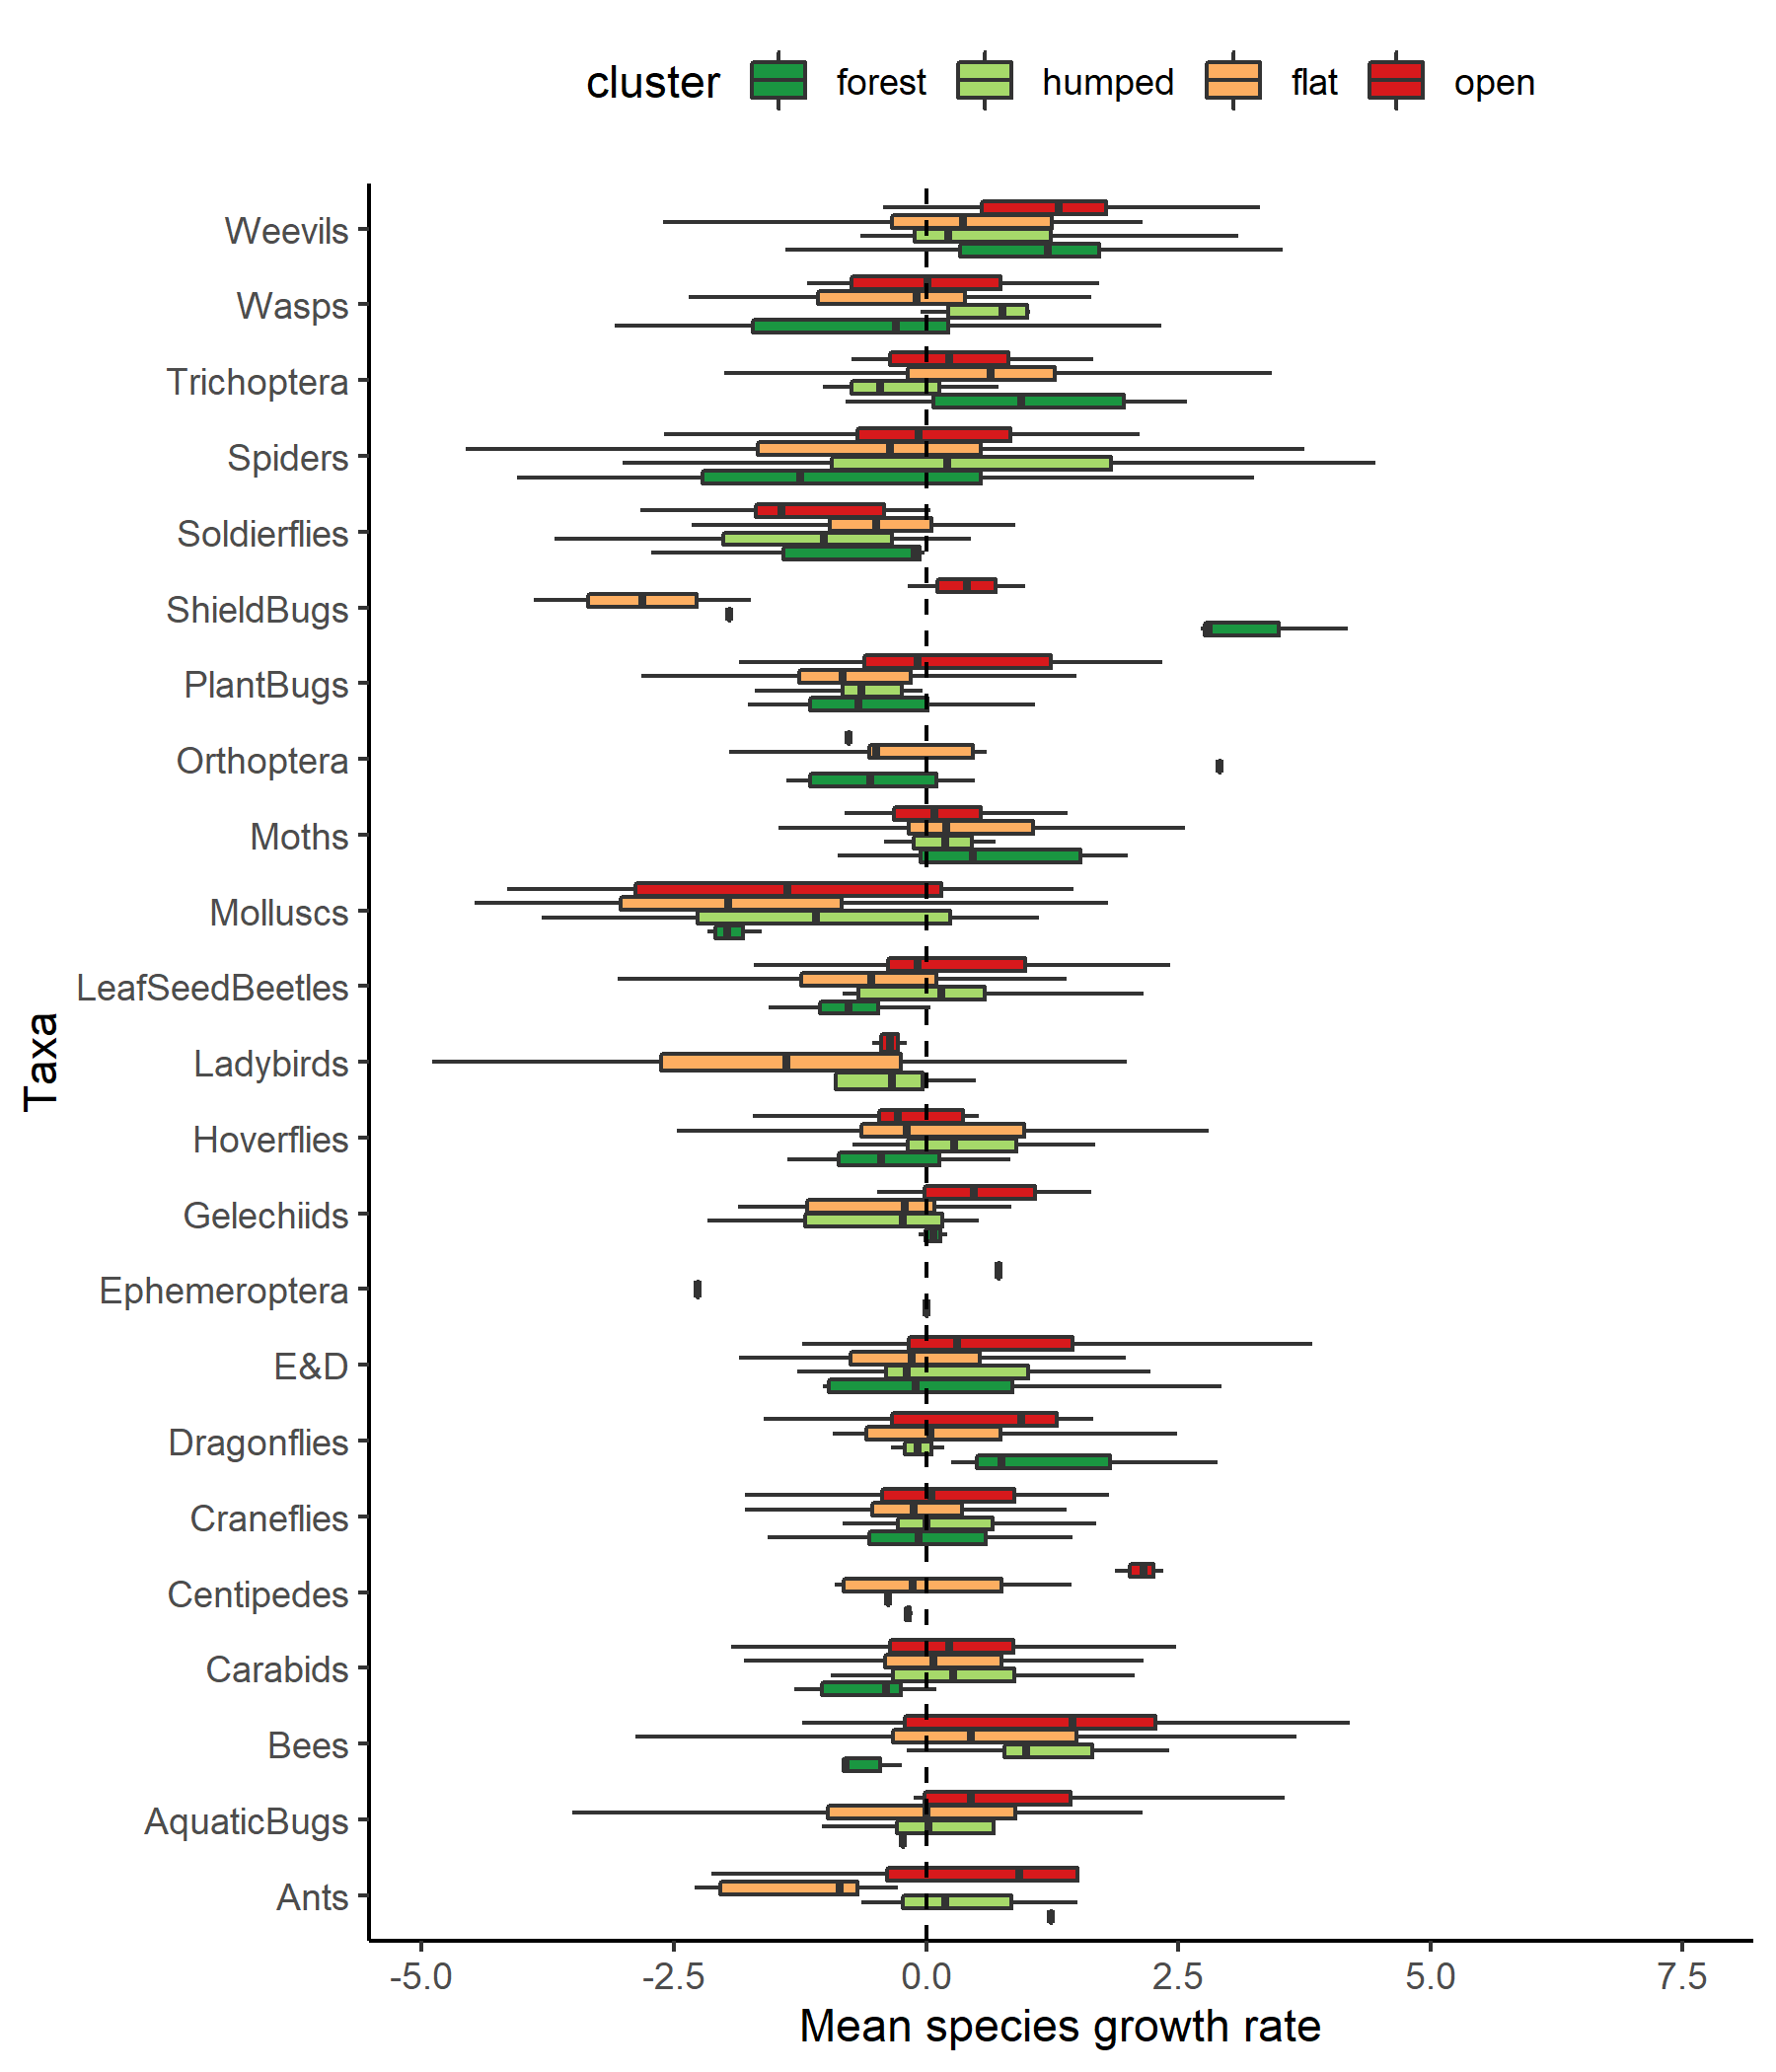 cluster forest humped flat open
Weevils
Wasps
Trichoptera
Spiders
Soldierflies
ShieldBugs
PlantBugs
Orthoptera
Moths
Molluscs
LeafSeedBeetles
Ladybirds
Hoverflies
Gelechiids
Ephemeroptera
E&D
Dragonflies
Craneflies
Centipedes
Carabids
Bees
AquaticBugs
Ants
Taxa
-5.0 -2.5 0.0 2.5 5.0 7.5
Mean species growth rate